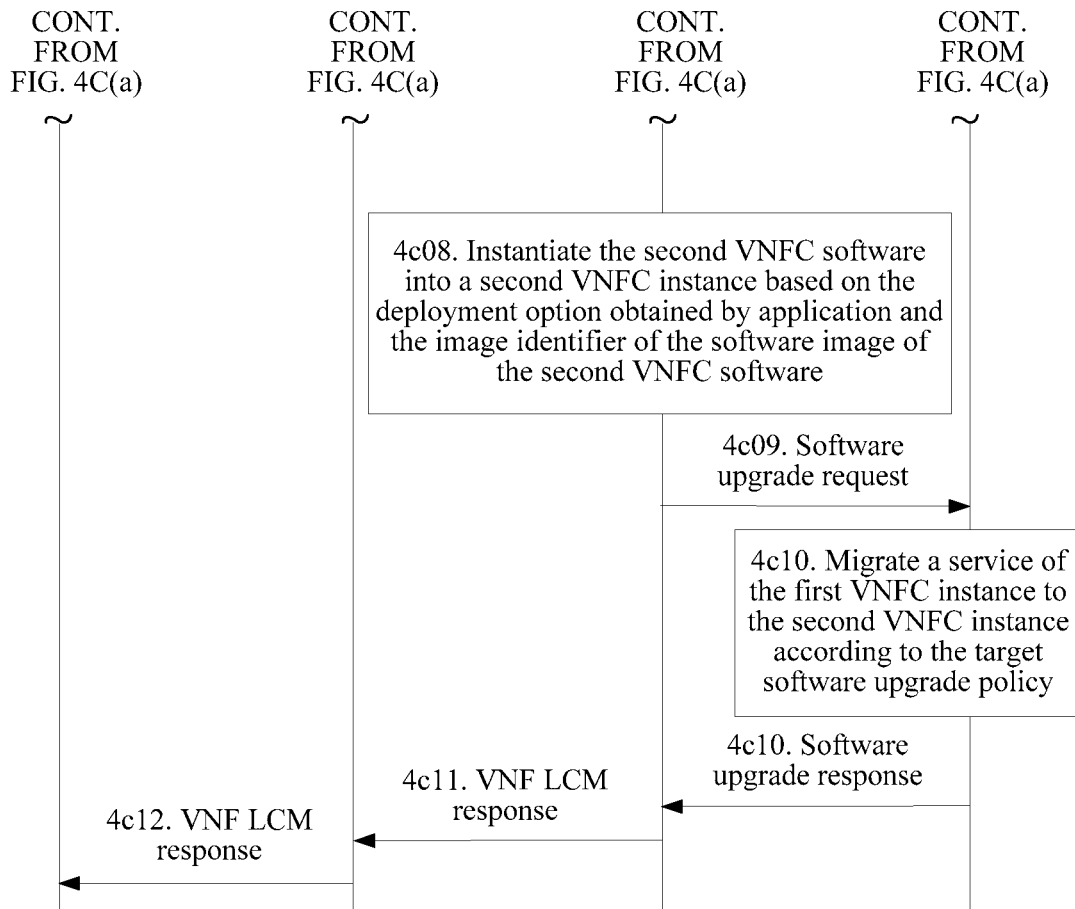 CONT.
FROM
FIG. 4C(a)
CONT.
FROM
FIG. 4C(a)
CONT.
FROM
FIG. 4C(a)
CONT.
FROM
FIG. 4C(a)
4c08. Instantiate the second VNFC software
into a second VNFC instance based on the
deployment option obtained by application and
the image identifier of the software image of
the second VNFC software
4c09. Software
upgrade request
4c10. Migrate a service of
the first VNFC instance to
the second VNFC instance
according to the target
software upgrade policy
4c10. Software
upgrade response
4c11. VNF LCM
response
4c12. VNF LCM
response